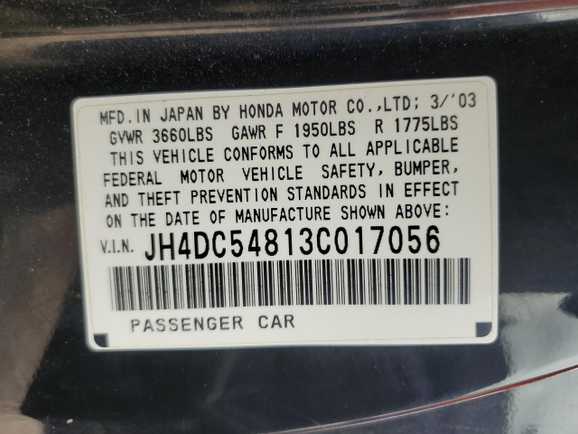 MFD.IN JAPAN BY HONDA MOTOR CO.,LTD; 3/'03
GVWR 3660LBS GAWR F 1950LBS R 1775LBS
THIS VEHICLE CONFORMS TO ALL APPLICABLE
FEDERAL MOTOR VEHICLE SAFETY, BUMPER,
AND THEFT PREVENTION STANDARDS IN EFFECT
ON THE DATE OF MANUFACTURE SHOWN ABOVE:
V.I.N. JH4DC54813C017056
PASSENGER CAR